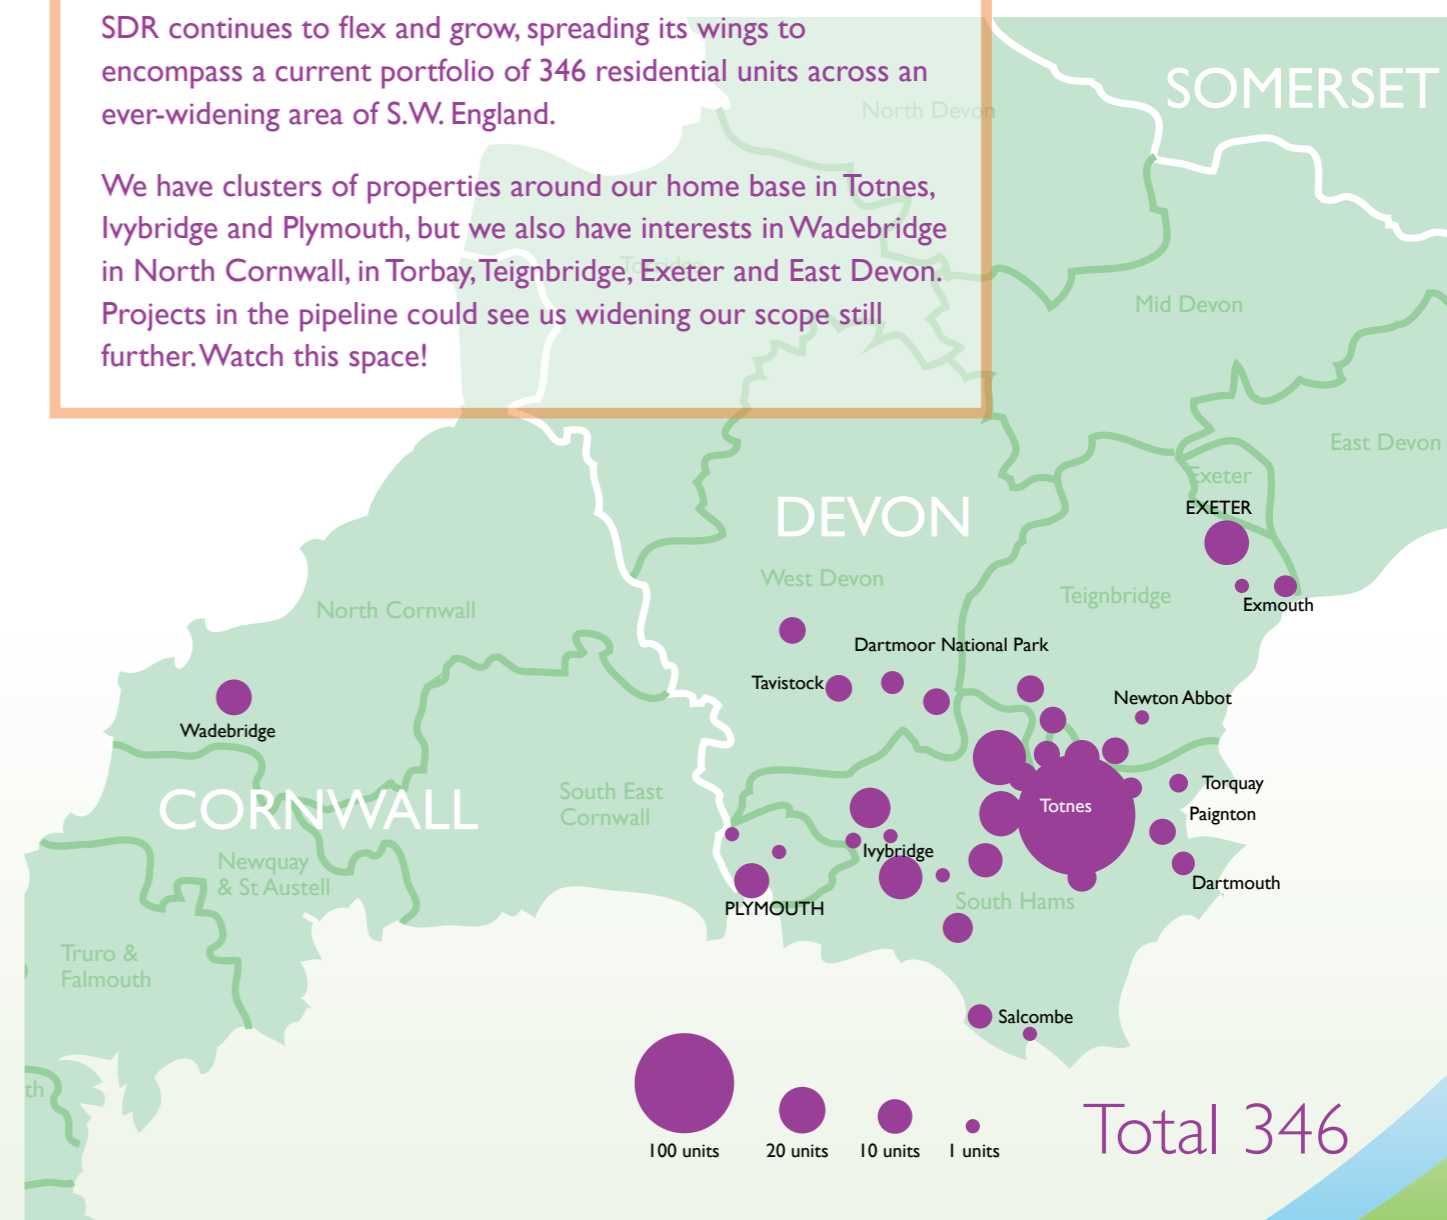 SDR continues to flex and grow, spreading its wings to
encompass a current portfolio of 346 residential units across an
ever-widening area of S.W. England.
We have clusters of properties around our home base in Totnes,
Ivybridge and Plymouth, but we also have interests in Wadebridge
in North Cornwall, in Torbay, Teignbridge, Exeter and East Devon.
Projects in the pipeline could see us widening our scope still
further. Watch this space!
North Devon
SOMERSET
Torridge
Mid Devon
East Devon
Exeter
EXETER
DEVON
West Devon
Teignbridge
Exmouth
North Cornwall
Dartmoor National Park
Tavistock
Newton Abbot
Wadebridge
Torquay
CORNWALL
South East
Cornwall
Totnes
Paignton
Ivybridge
Newquay
& St Austell
Dartmouth
South Hams
PLYMOUTH
Truro &
Falmouth
Salcombe
th
100 units
20 units
10 units
1 units
Total 346